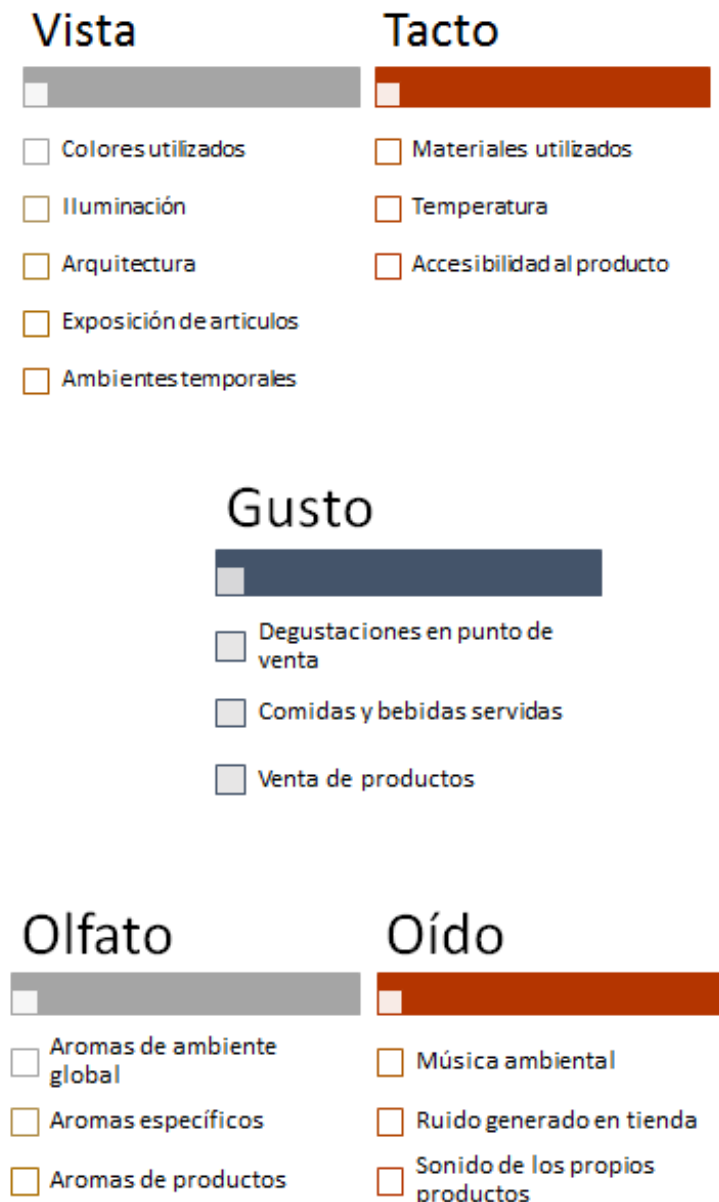 Vista
Colores utilizados
Iluminación
Arquitectura
Exposición de articulos
Ambientes temporales
Tacto
Materiales utilizados
Temperatura
Accesibilidad al producto
Gusto
Degustaciones en punto de
venta
Comidas y bebidas servidas
Venta de productos
Olfato
Aromas de ambiente
global
Aromas específicos
Aromas de productos
Oído
Música ambiental
Ruido generado en tienda
Sonido de los propios
productos